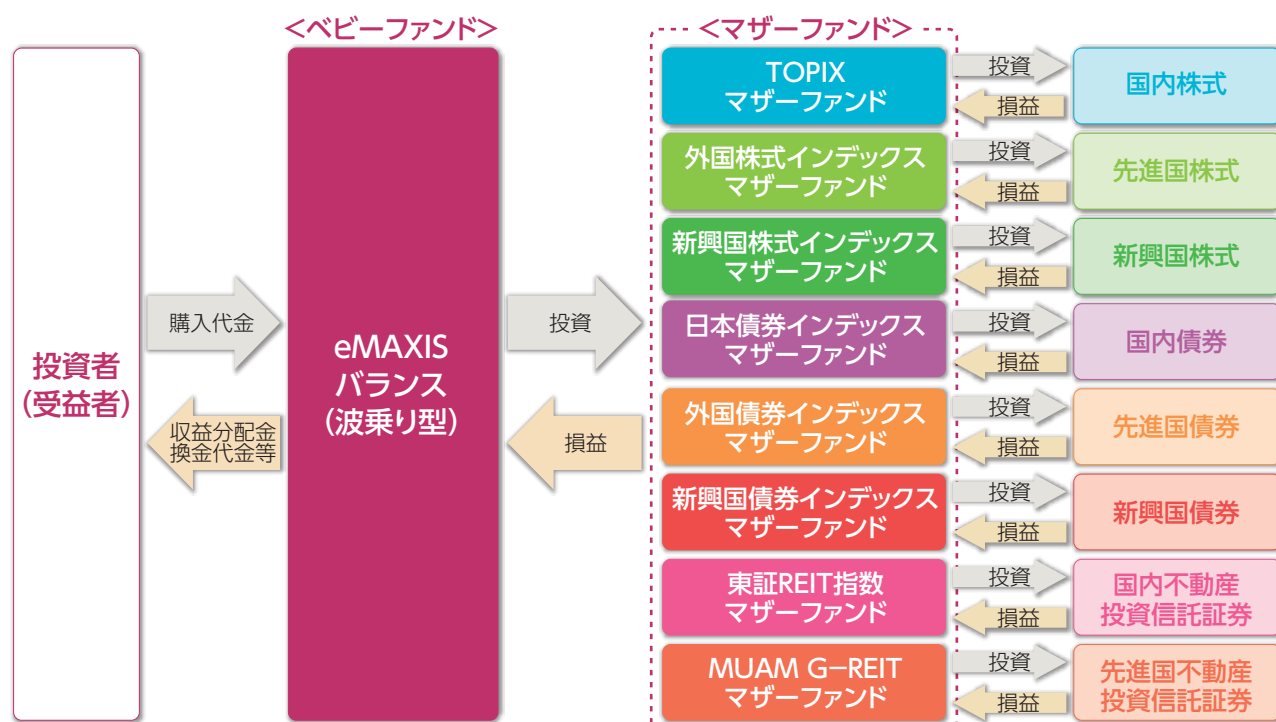 <ベビーファンド>
<マザーファンド>
投資者
(受益者)
購入代金
収益分配金
換金代金等
eMAXIS
バランス
(波乗り型)
投資
損益
TOPIX
マザーファンド
投資
損益
国内株式
外国株式インデックス
マザーファンド
投資
損益
先進国株式
新興国株式インデックス
マザーファンド
投資
損益
新興国株式
日本債券インデックス
マザーファンド
投資
損益
国内債券
外国債券インデックス
マザーファンド
投資
損益
先進国債券
新興国債券インデックス
マザーファンド
投資
損益
新興国債券
東証REIT指数
マザーファンド
投資
損益
国内不動産
投資信託証券
MUAM G−REIT
マザーファンド
投資
損益
先進国不動産
投資信託証券